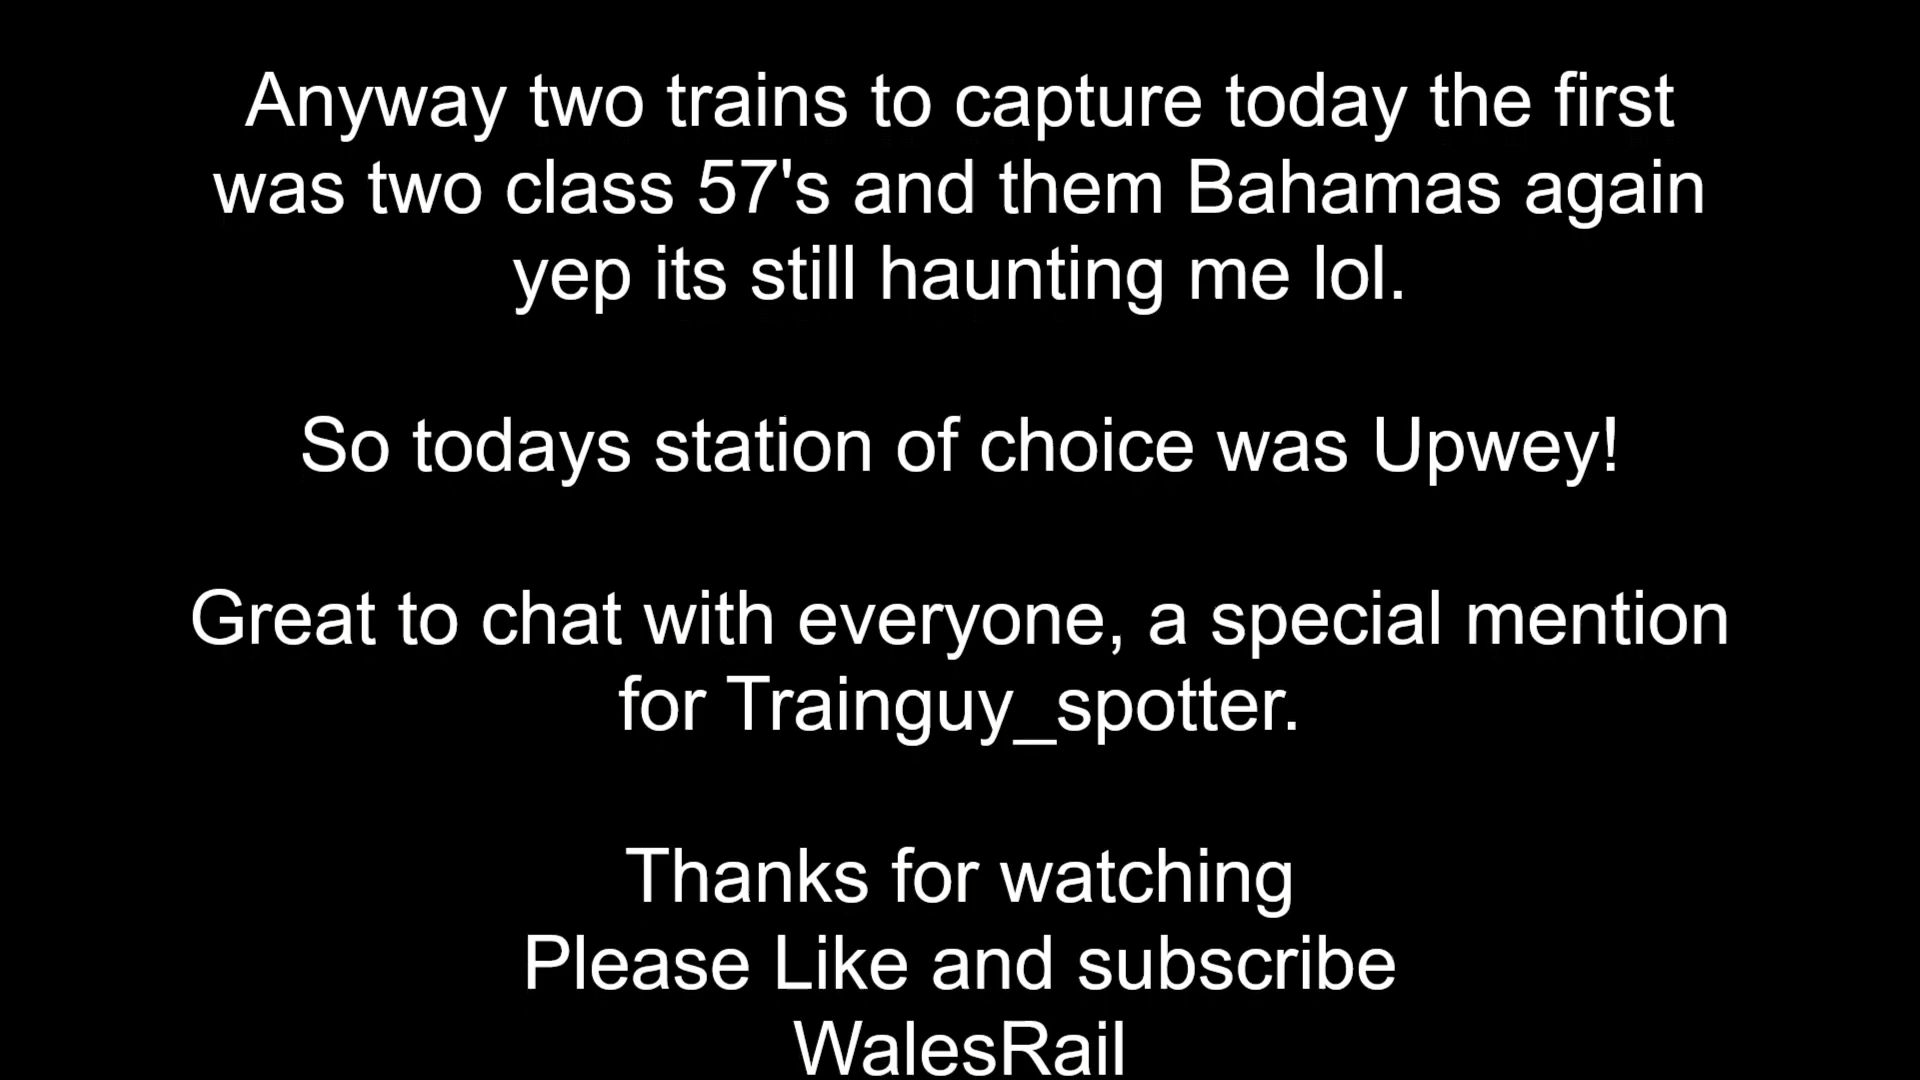 Anyway two trains to capture today the first
was two class 57's and them Bahamas again
yep its still haunting me lol.
So todays station of choice was Upwey!
Great to chat with everyone, a special mention
for Trainguy_spotter.
Thanks for watching
Please Like and subscribe
WalesRail